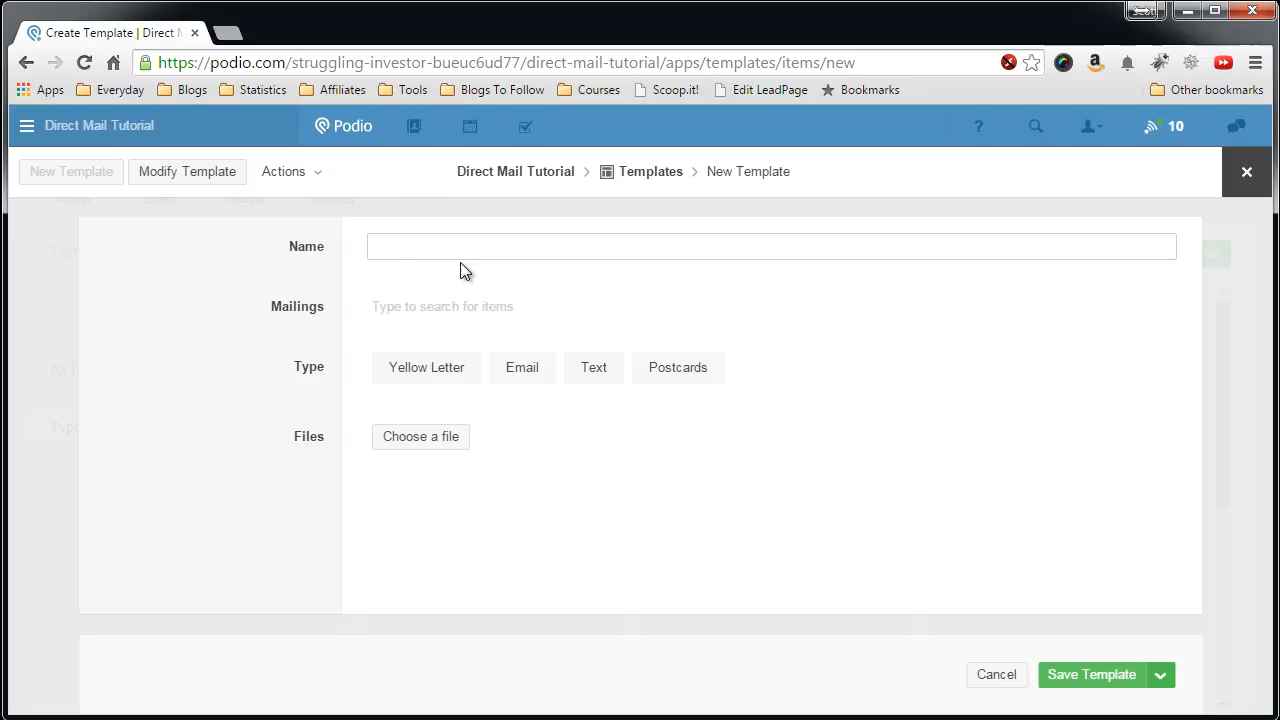 Create Template | Direct M
https://podio.com/struggling-investor-bueuc6ud77/direct-mail-tutorial/apps/templates/items/new
Apps Everyday Blogs Statistics Affiliates Tools Blogs To Follow Courses Scoop.it! Edit LeadPage Bookmarks Other bookmarks
Direct Mail Tutorial Podio ? 10
New Template Modify Template Actions Direct Mail Tutorial > Templates > New Template
Name
Mailings Type to search for items
Type Yellow Letter Email Text Postcards
Files Choose a file
Cancel Save Template